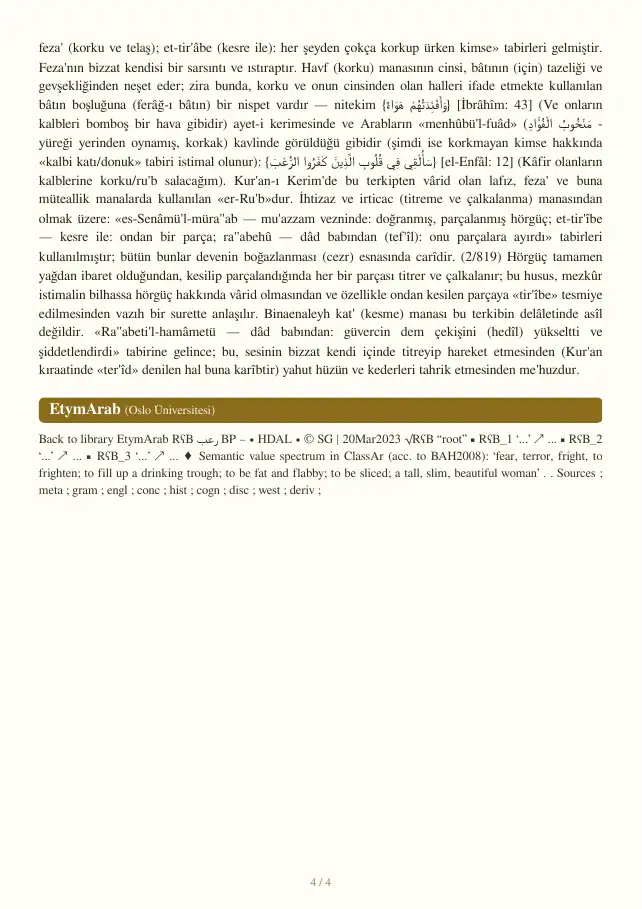 feza' (korku ve telaş); et-tir'âbe (kesre ile): her şeyden çokça korkup ürken kimse» tabirleri gelmiştir.
Feza'nın bizzat kendisi bir sarsıntı ve ıstıraptır. Havf (korku) manasının cinsi, bâtının (için) tazeliği ve
gevşekliğinden neşet eder; zira bunda, korku ve onun cinsinden olan halleri ifade etmekte kullanılan
bâtın boşluğuna (ferâğ-ı bâtın) bir nispet vardır — nitekim {وَأَفْئِدَتُهُمْ هَوَاءٌ} [İbrâhîm: 43] (Ve onların
kalbleri bomboş bir hava gibidir) ayet-i kerimesinde ve Arabların «menhûbü'l-fuâd» (مَنْخُوبُ الْفُؤَادِ -
yüreği yerinden oynamış, korkak) kavlinde görüldüğü gibidir (şimdi ise korkmayan kimse hakkında
«kalbi katı/donuk» tabiri istimal olunur): {سَأُلْقِي فِي قُلُوبِ الَّذِينَ كَفَرُوا الرُّعْبَ} [el-Enfâl: 12] (Kâfir olanların
kalblerine korku/ru'b salacağım). Kur'an-ı Kerim'de bu terkipten vârid olan lafız, feza' ve buna
müteallik manalarda kullanılan «er-Ru'b»dur. İhtizaz ve irticac (titreme ve çalkalanma) manasından
olmak üzere: «es-Senâmü'l-müra''ab — mu'azzam vezninde: doğranmış, parçalanmış hörgüç; et-tir'îbe
— kesre ile: ondan bir parça; ra''abehû — dâd babından (tef'îl): onu parçalara ayırdı» tabirleri
kullanılmıştır; bütün bunlar devenin boğazlanması (cezr) esnasında carîdir. (2/819) Hörgüç tamamen
yağdan ibaret olduğundan, kesilip parçalandığında her bir parçası titrer ve çalkalanır; bu husus, mezkûr
istimalin bilhassa hörgüç hakkında vârid olmasından ve özellikle ondan kesilen parçaya «tir'îbe» tesmiye
edilmesinden vazıh bir surette anlaşılır. Binaenaleyh kat' (kesme) manası bu terkibin delâletinde asîl
değildir. «Ra''abeti'l-hamâmetü — dâd babından: güvercin dem çekişini (hedîl) yükseltti ve
şiddetlendirdi» tabirine gelince; bu, sesinin bizzat kendi içinde titreyip hareket etmesinden (Kur'an
kıraatinde «ter'îd» denilen hal buna karîbtir) yahut hüzün ve kederleri tahrik etmesinden me'huzdur.
EtymArab (Oslo Üniversitesi)
Back to library EtymArab RʕB رعب BP – • HDAL • © SG | 20Mar2023 √RʕB “root” ▪ RʕB_1 ‘…’ ↗ … ▪ RʕB_2
‘…’ ↗ … ▪ RʕB_3 ‘…’ ↗ … ♦ Semantic value spectrum in ClassAr (acc. to BAH2008): ‘fear, terror, fright, to
frighten; to fill up a drinking trough; to be fat and flabby; to be sliced; a tall, slim, beautiful woman’ . . Sources ;
meta ; gram ; engl ; conc ; hist ; cogn ; disc ; west ; deriv ;
4 / 4